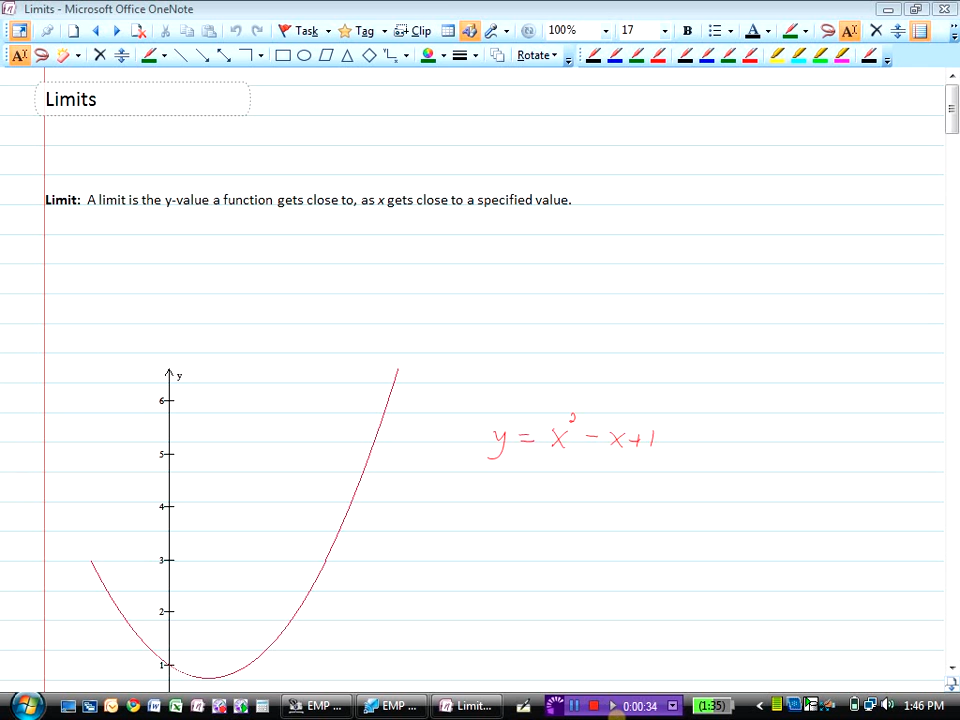 Limits - Microsoft Office OneNote
Task Tag Clip 100% 17 B A
Rotate
Limits
Limit: A limit is the y-value a function gets close to, as x gets close to a specified value.
y
6
y = x² - x+1
5
4
3
2
1
EMP ... EMP ... Limit... 0:00:34 (1:35) < 1:46 PM